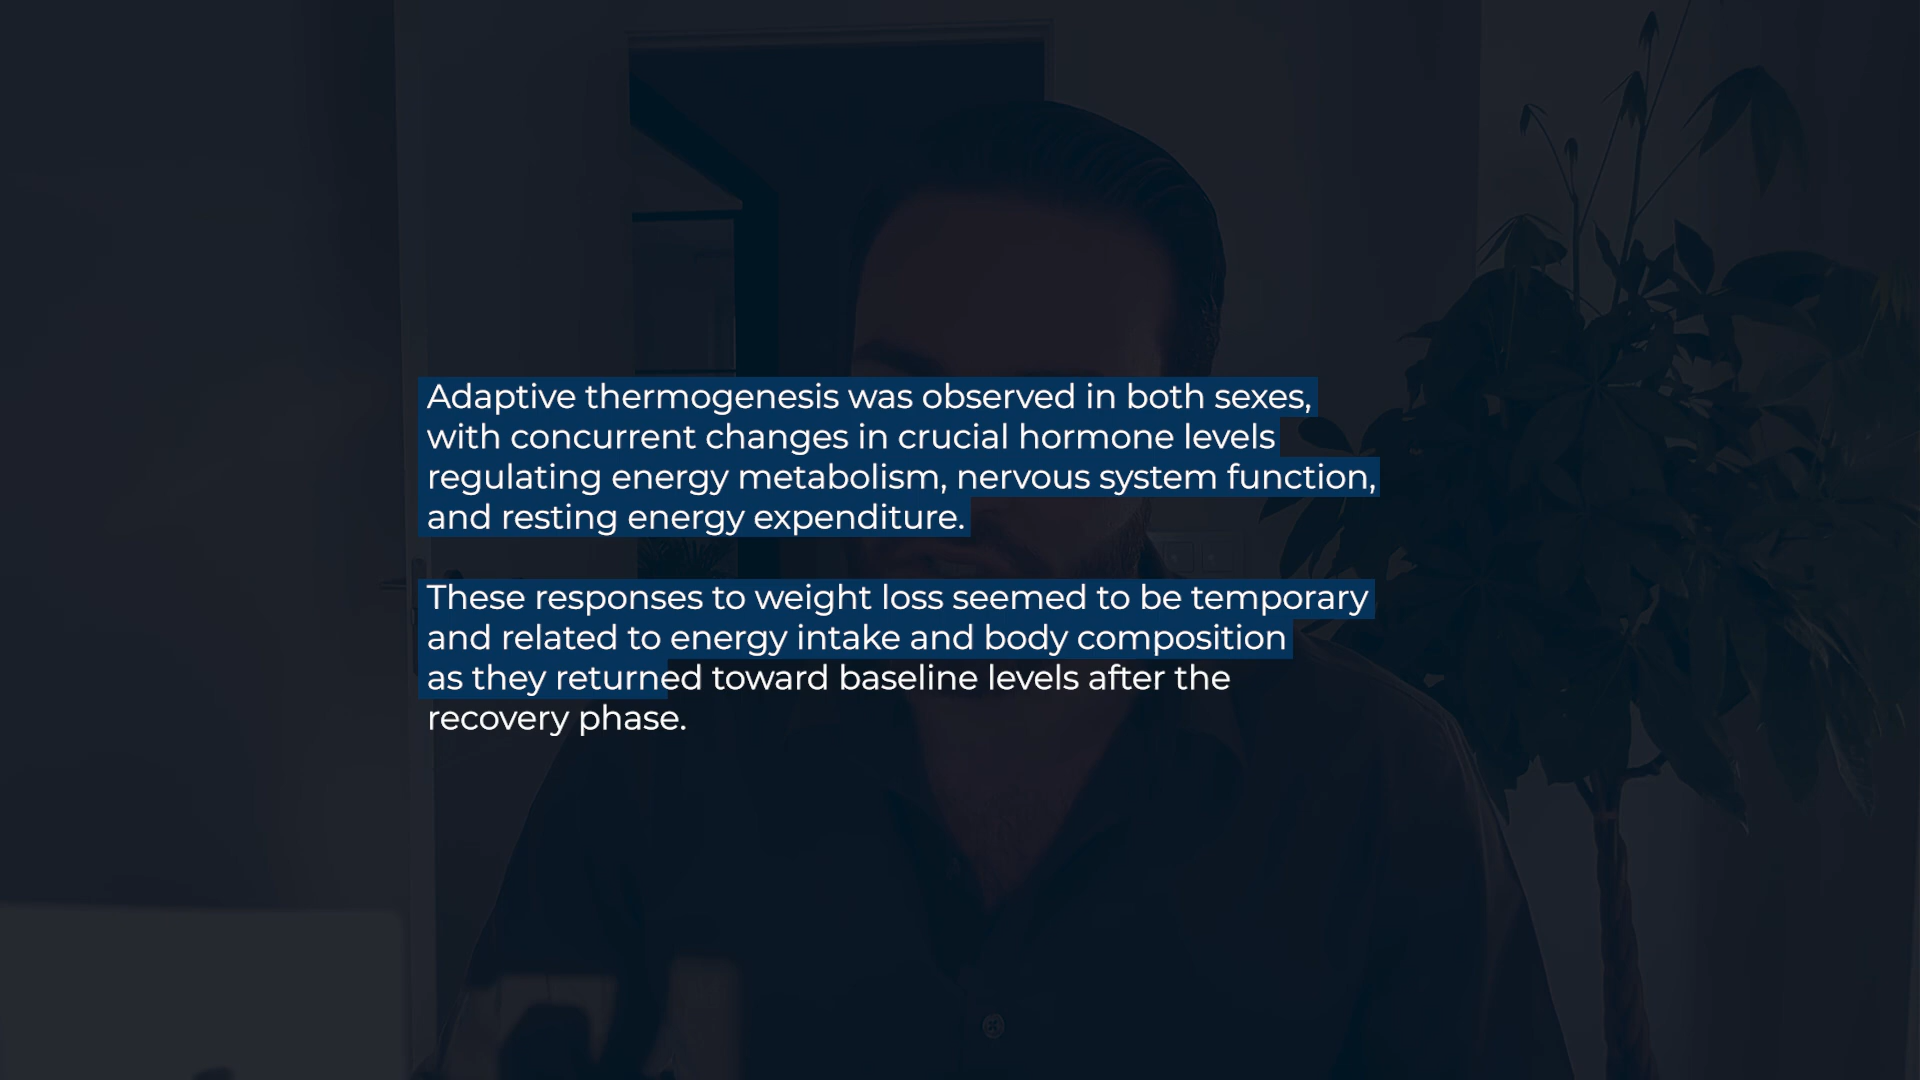 Adaptive thermogenesis was observed in both sexes,
with concurrent changes in crucial hormone levels
regulating energy metabolism, nervous system function,
and resting energy expenditure.
These responses to weight loss seemed to be temporary
and related to energy intake and body composition
as they returned toward baseline levels after the
recovery phase.